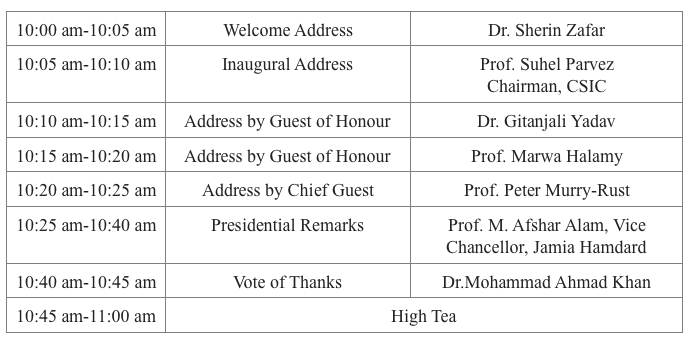 10:00 am-10:05 am Welcome Address Dr. Sherin Zafar
10:05 am-10:10 am Inaugural Address Prof. Suhel Parvez
Chairman, CSIC
10:10 am-10:15 am Address by Guest of Honour Dr. Gitanjali Yadav
10:15 am-10:20 am Address by Guest of Honour Prof. Marwa Halamy
10:20 am-10:25 am Address by Chief Guest Prof. Peter Murry-Rust
10:25 am-10:40 am Presidential Remarks Prof. M. Afshar Alam, Vice
Chancellor, Jamia Hamdard
10:40 am-10:45 am Vote of Thanks Dr.Mohammad Ahmad Khan
10:45 am-11:00 am High Tea